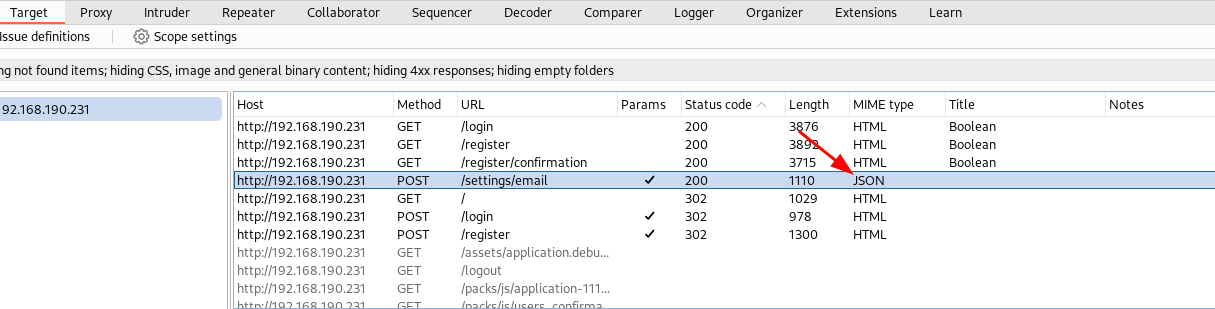 Target Proxy Intruder Repeater Collaborator Sequencer Decoder Comparer Logger Organizer Extensions Learn
Issue definitions Scope settings
ng not found items; hiding CSS, image and general binary content; hiding 4xx responses; hiding empty folders
92.168.190.231
Host Method URL Params Status code Length MIME type Title Notes
http://192.168.190.231 GET /login 200 3876 HTML Boolean
http://192.168.190.231 GET /register 200 3892 HTML Boolean
http://192.168.190.231 GET /register/confirmation 200 3715 HTML Boolean
http://192.168.190.231 POST /settings/email ✓ 200 1110 JSON
http://192.168.190.231 GET / 302 1029 HTML
http://192.168.190.231 POST /login ✓ 302 978 HTML
http://192.168.190.231 POST /register ✓ 302 1300 HTML
http://192.168.190.231 GET /assets/application.debu...
http://192.168.190.231 GET /logout
http://192.168.190.231 GET /packs/js/application-111...
http://192.168.190.231 GET /packs/js/users_confirma...